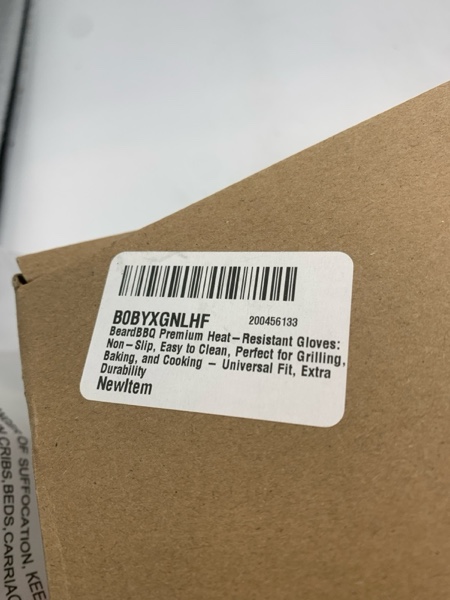 B0BYXGNLHF 200456133
BeardBBQ Premium Heat-Resistant Gloves:
Non-Slip, Easy to Clean, Perfect for Grilling,
Baking, and Cooking - Universal Fit, Extra
Durability
NewItem
OF SUFFOCATION, KEE
CRIBS, BEDS, CARRIAG